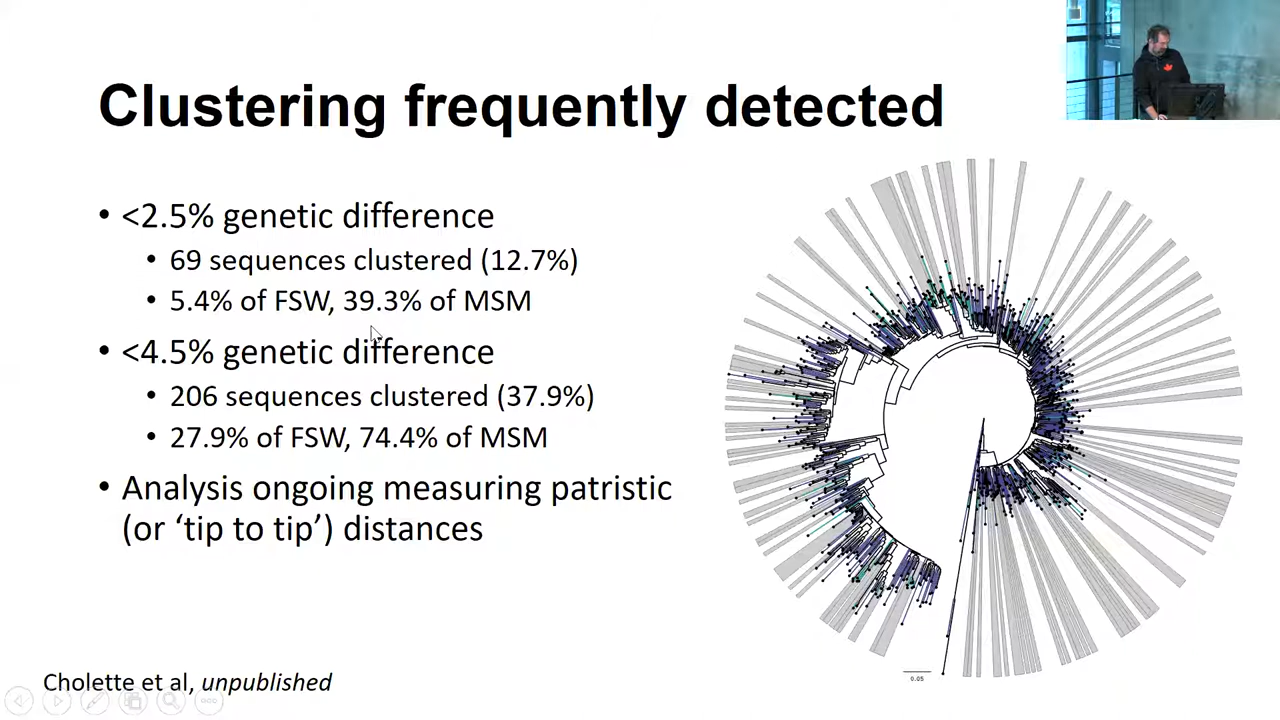 Clustering frequently detected
• <2.5% genetic difference
• 69 sequences clustered (12.7%)
• 5.4% of FSW, 39.3% of MSM
• <4.5% genetic difference
• 206 sequences clustered (37.9%)
• 27.9% of FSW, 74.4% of MSM
• Analysis ongoing measuring patristic
(or ‘tip to tip’) distances
0.05
Cholette et al, unpublished